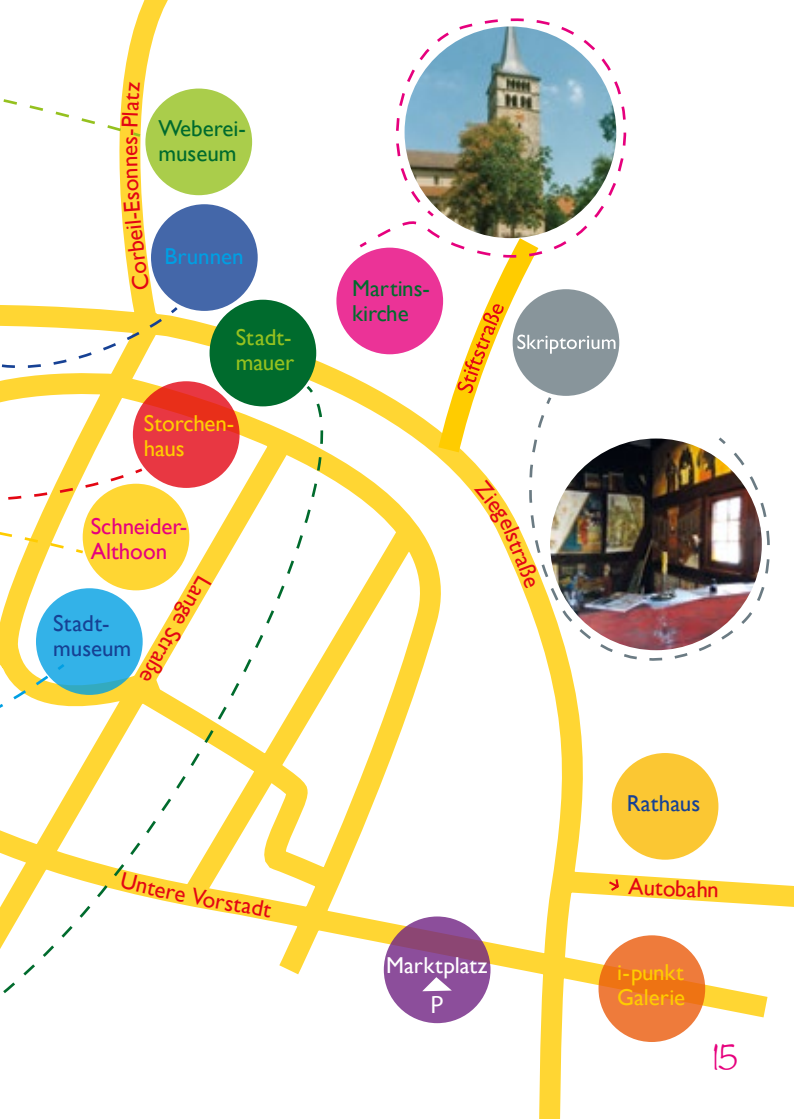 Corbeil-Esonnes-Platz
Weberei-
museum
Brunnen
Martins-
kirche
Stadt-
mauer
Stiftstraße
Skriptorium
Storchen-
haus
Ziegelstraße
Schneider-
Althoon
Lange Straße
Stadt-
museum
Rathaus
Untere Vorstadt
Autobahn
Marktplatz
P
i-punkt
Galerie
15